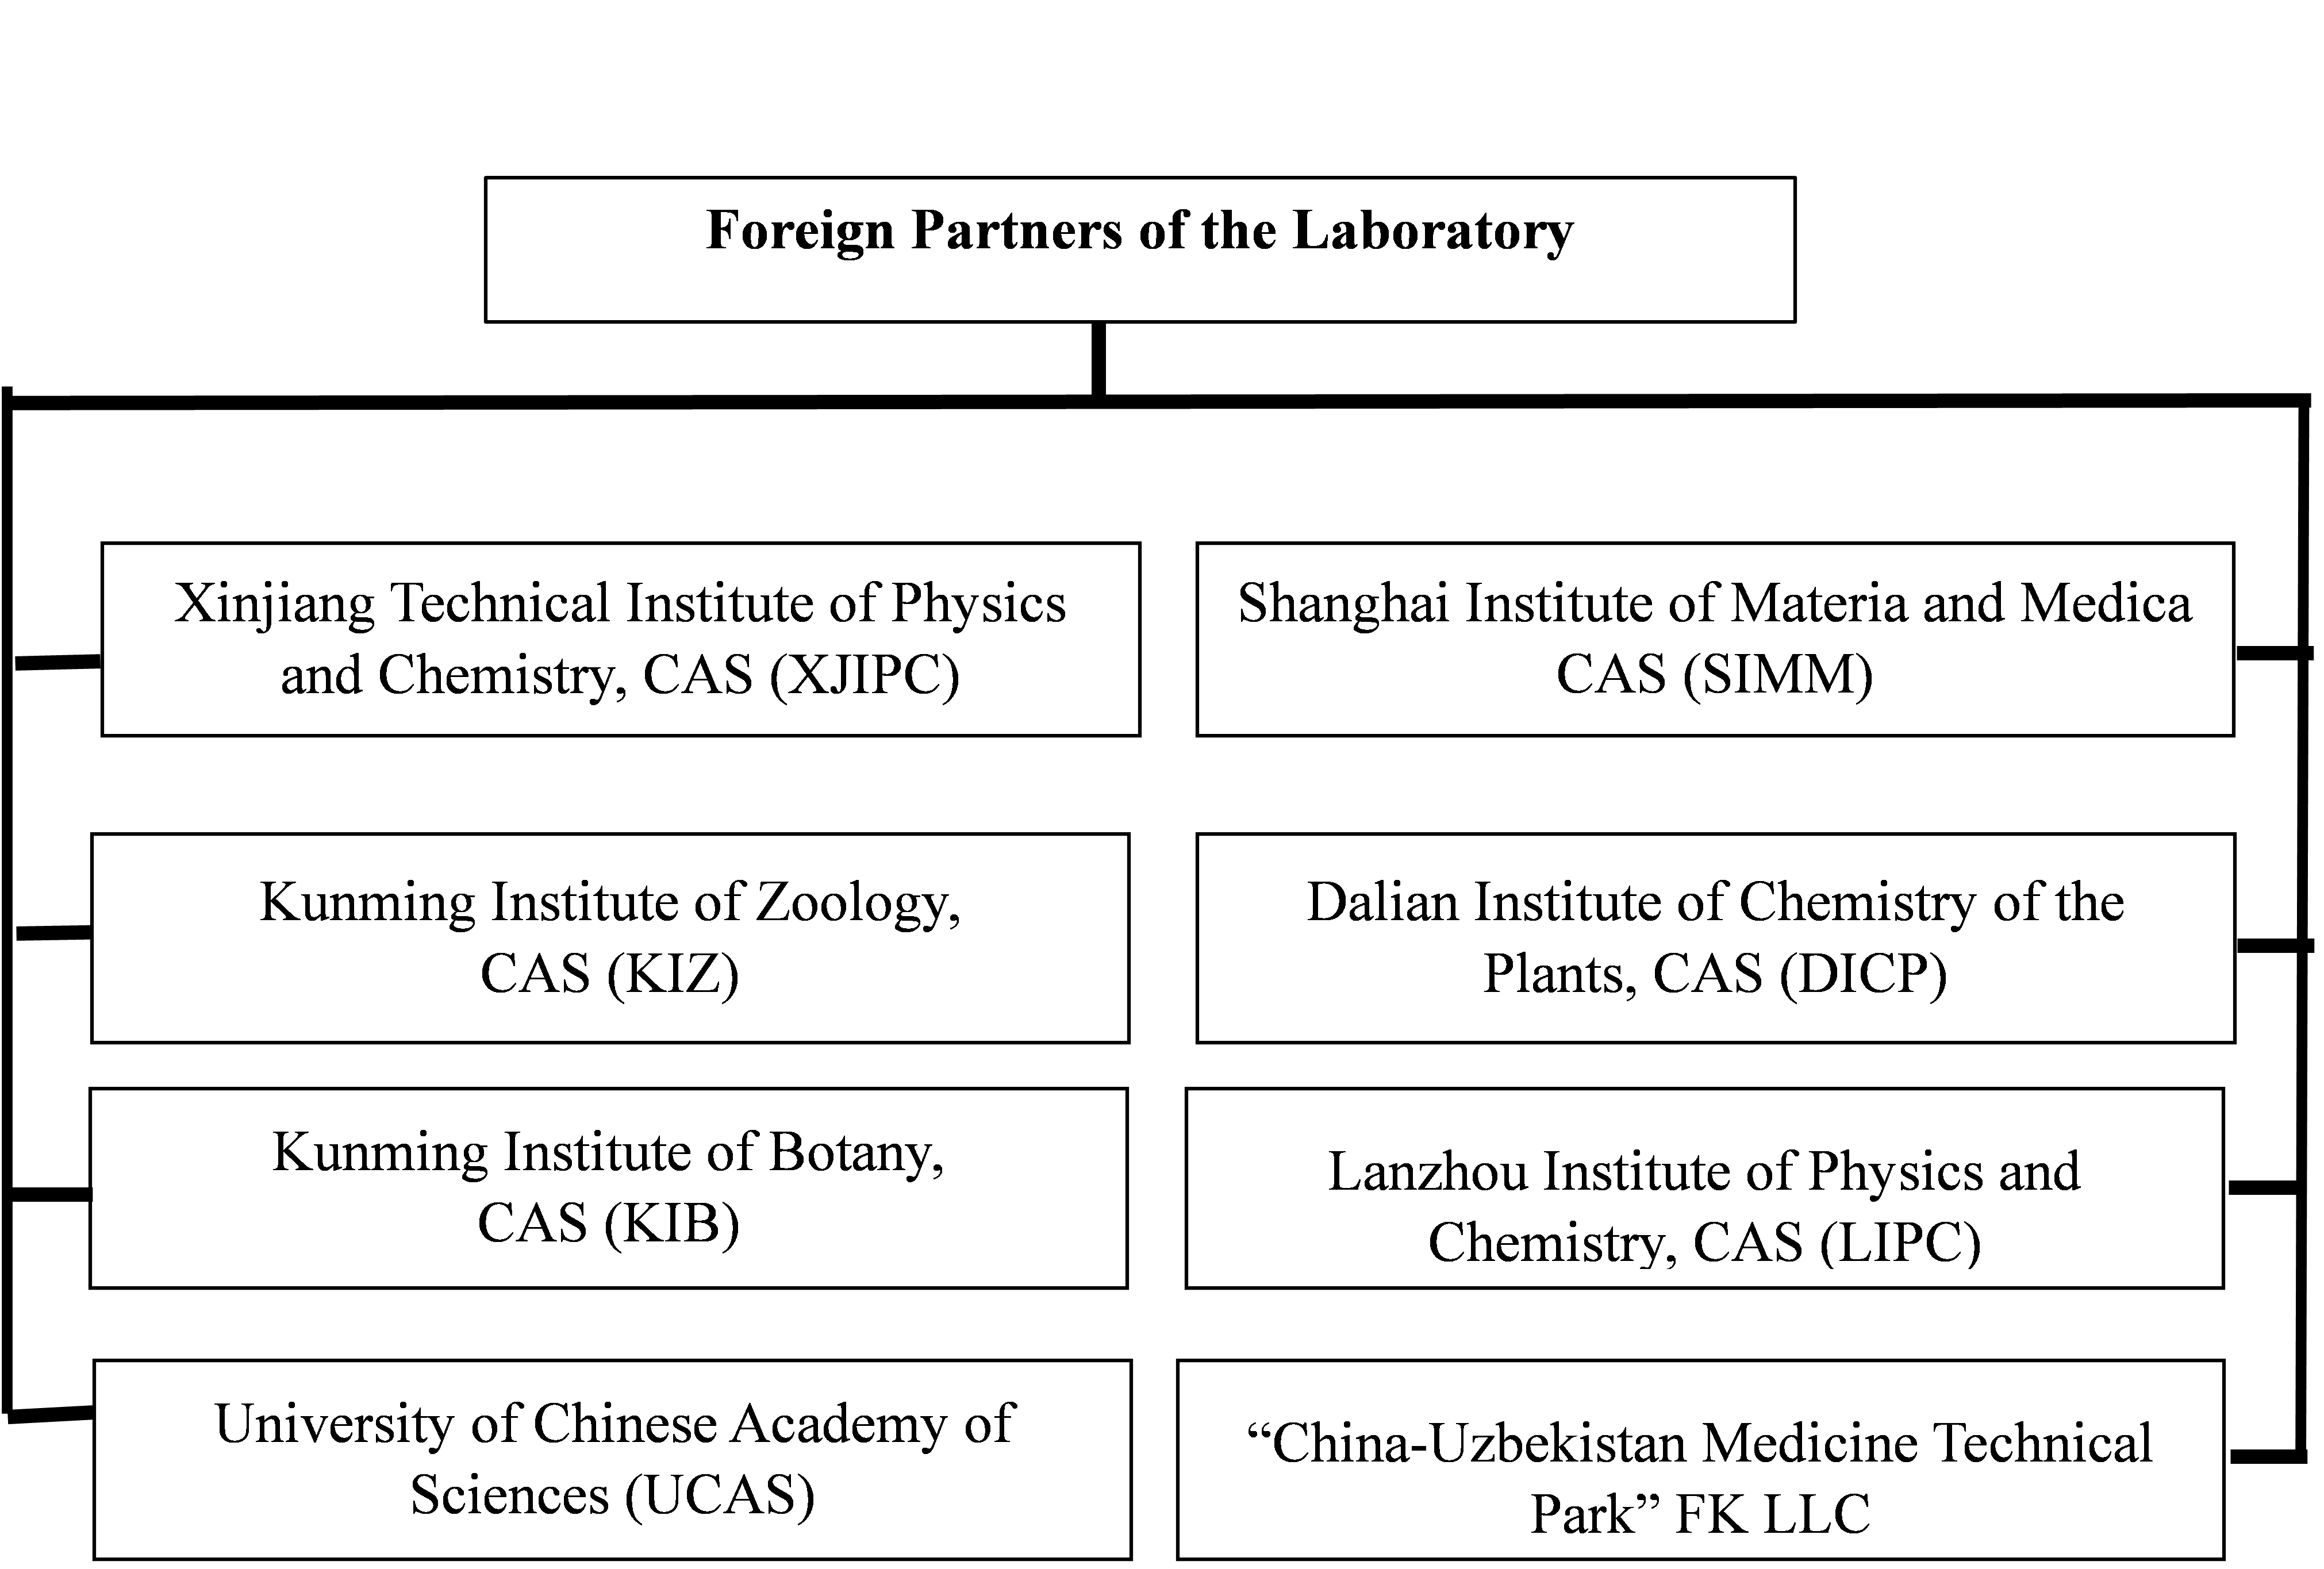 Foreign Partners of the Laboratory
Xinjiang Technical Institute of Physics
and Chemistry, CAS (XJIPC)
Shanghai Institute of Materia and Medica
CAS (SIMM)
Kunming Institute of Zoology,
CAS (KIZ)
Dalian Institute of Chemistry of the
Plants, CAS (DICP)
Kunming Institute of Botany,
CAS (KIB)
Lanzhou Institute of Physics and
Chemistry, CAS (LIPC)
University of Chinese Academy of
Sciences (UCAS)
“China-Uzbekistan Medicine Technical
Park” FK LLC